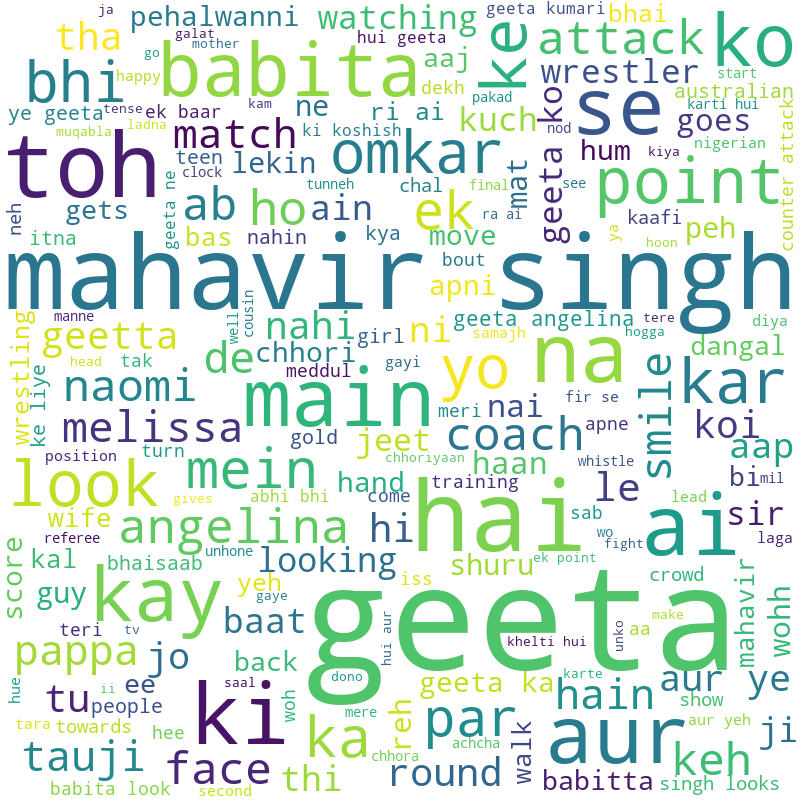 ja
galat
hui geeta
geeta kumari
bhai
pehalwanni
watching
ke
attack
ko
tha
go
mother
babita
aaj
bhi
happy
kam
dekh
wrestler
australian
start
ye geeta
tense
ek baar
ne
ri ai
kuch
pakad
karti hui
se
goes
muqabla
ladna
match
ki koshish
omkar
mat
geeta ko
nod
nigerian
counter attack
toh
teen
lekin
clock
tunneh
chal
final
hum
kiya
see
point
neh
gets
geeta ne
ab
ho
ain
ek
ra ai
kaafi
peh
itna
bas
nahin
kya
move
bout
apni
ya
hoon
mahavir singh
manne
well
cousin
nahi
girl
ni
geeta angelina
tere
diya
wrestling
geetta
de
chhori
samajh
yo
na
hogga
dangal
head
tak
meddul
gayi
main
meri
nai
fir se
kar
ke liye
naomi
melissa
gold
jeet
coach
apne
smile
koi
aap
position
turn
chhoriyaan
haan
whistle
look
mein
abhi bhi
hand
training
le
bi
mil
gives
come
hai
sab
lead
ai
sir
wife
angelina
hi
wo
fight
laga
referee
unhone
looking
shuru
ek point
crowd
score
kal
bhaisaab
guy
kay
yeh
iss
geeta
make
mahavir
wohh
gaye
baat
teri
tv
khelti hui
unko
aa
pappa
jo
back
hui aur
dono
geeta ka
karte
hain
aur ye
hue
ii
saal
tu
ee
people
ki
woh
mere
reh
par
aur
show
tara
towards
hee
ka
achcha
walk
aur yeh
ji
tauji
face
thi
chhora
round
babitta
keh
babita look
second
singh looks